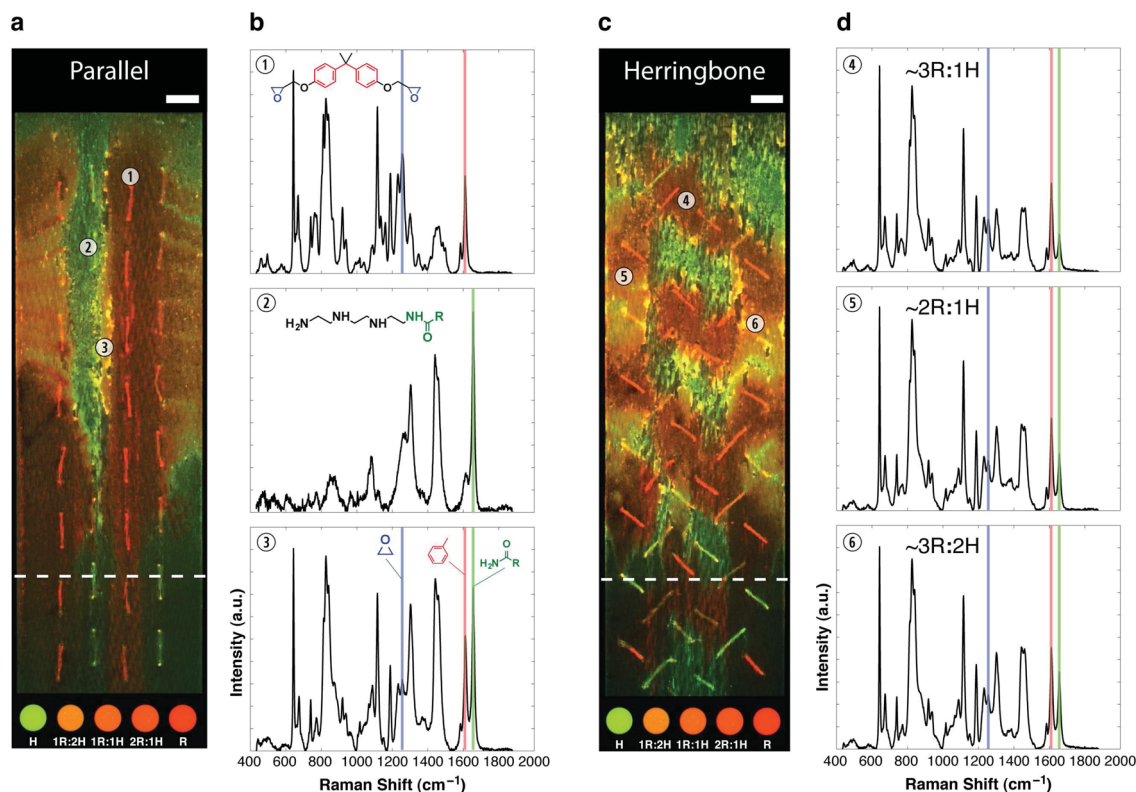 a
Parallel
1
2
3
H 1R:2H 1R:1H 2R:1H R
b
1
O
O
O
O
2
H₂N
NH
NH
NH
R
O
3
O
O
H₂N
R
Intensity (a.u.)
400 600 800 1000 1200 1400 1600 1800 2000
Raman Shift (cm⁻¹)
c
Herringbone
4
5
6
H 1R:2H 1R:1H 2R:1H R
d
4
~3R:1H
5
~2R:1H
6
~3R:2H
Intensity (a.u.)
400 600 800 1000 1200 1400 1600 1800 2000
Raman Shift (cm⁻¹)